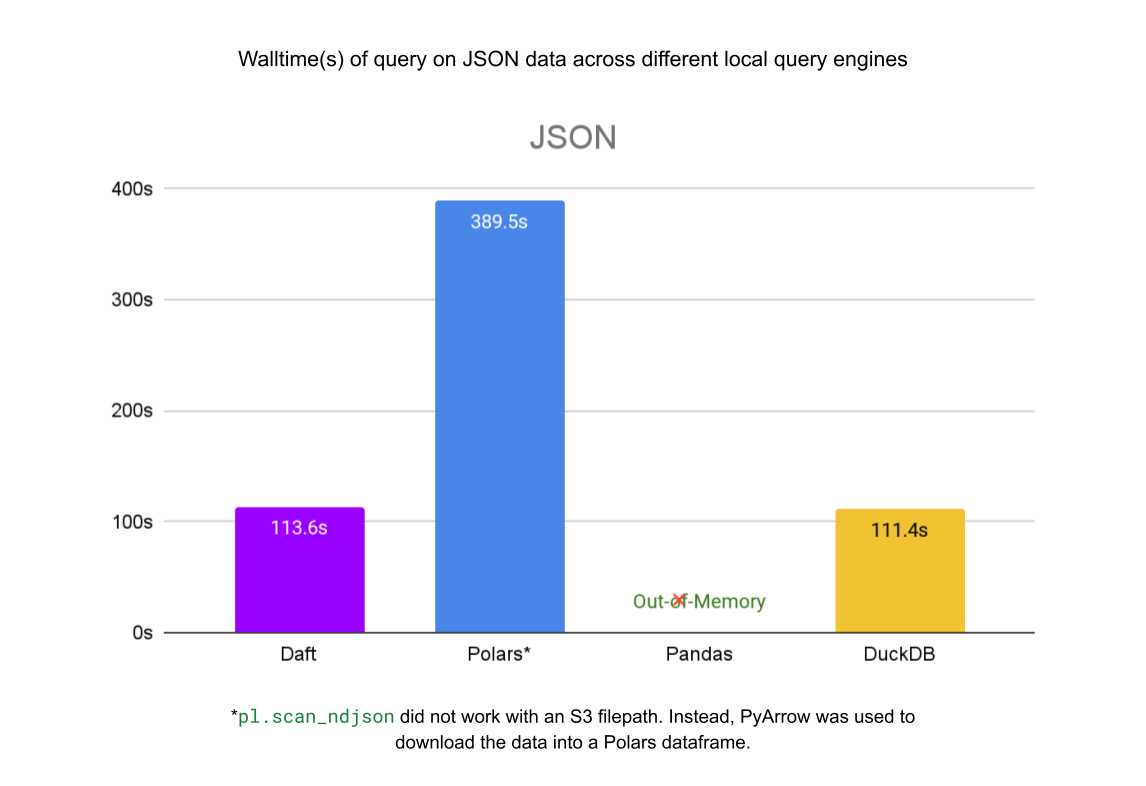 Walltime(s) of query on JSON data across different local query engines
JSON
400s
300s
200s
100s
0s
113.6s
389.5s
Out-of-Memory
111.4s
Daft
Polars*
Pandas
DuckDB
*pl.scan_ndjson did not work with an S3 filepath. Instead, PyArrow was used to
download the data into a Polars dataframe.